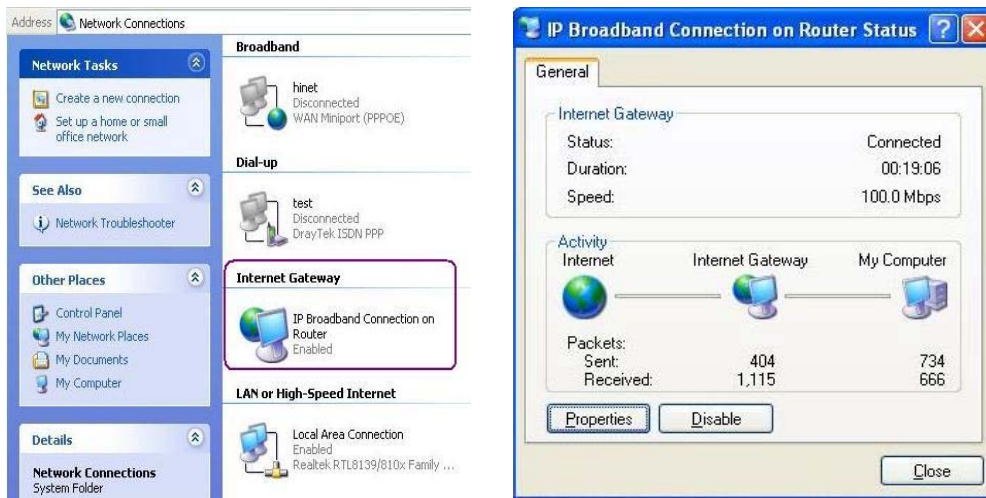 Address Network Connections
Network Tasks
Create a new connection
Set up a home or small
office network
See Also
Network Troubleshooter
Other Places
Control Panel
My Network Places
My Documents
My Computer
Details
Network Connections
System Folder
Broadband
hinet
Disconnected
WAN Miniport (PPPOE)
Dial-up
test
Disconnected
DrayTek ISDN PPP
Internet Gateway
IP Broadband Connection on
Router
Enabled
LAN or High-Speed Internet
Local Area Connection
Enabled
Realtek RTL8139/810x Family ...
IP Broadband Connection on Router Status
General
Internet Gateway
Status: Connected
Duration: 00:19:06
Speed: 100.0 Mbps
Activity
Internet Internet Gateway My Computer
Packets:
Sent: 404 734
Received: 1,115 666
Properties Disable
Close